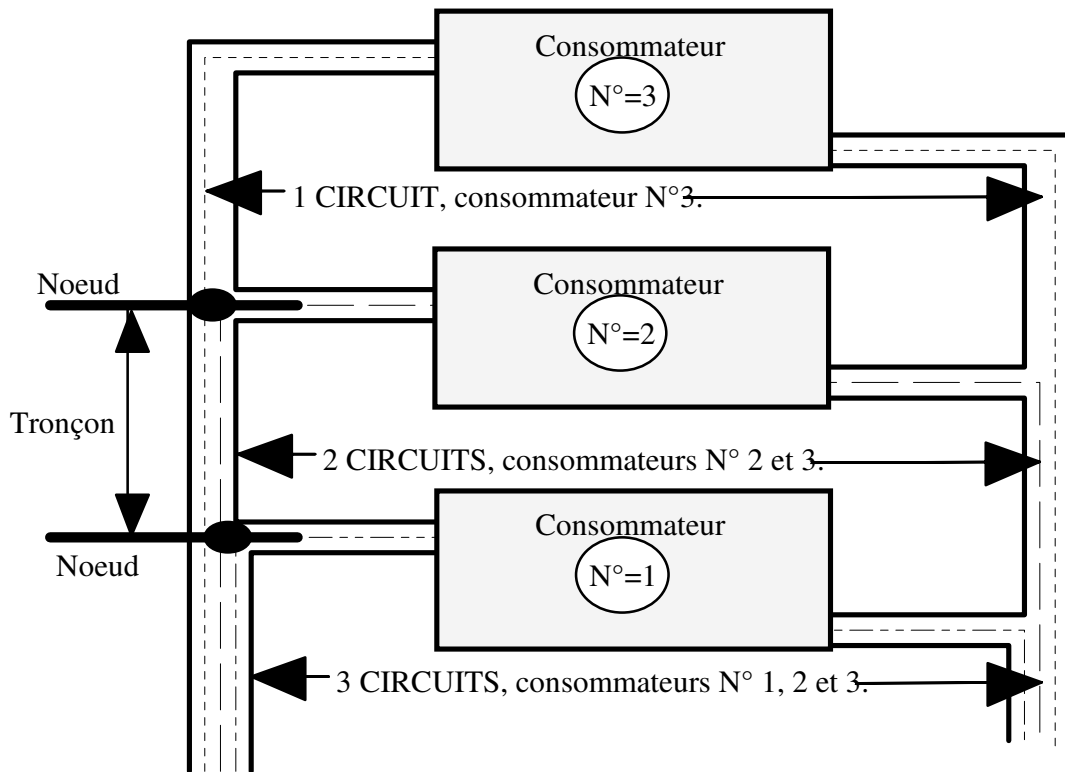 Consommateur
N°=3
1 CIRCUIT, consommateur N°3.
Noeud
Consommateur
N°=2
Tronçon
2 CIRCUITS, consommateurs N° 2 et 3.
Consommateur
Noeud
N°=1
3 CIRCUITS, consommateurs N° 1, 2 et 3.